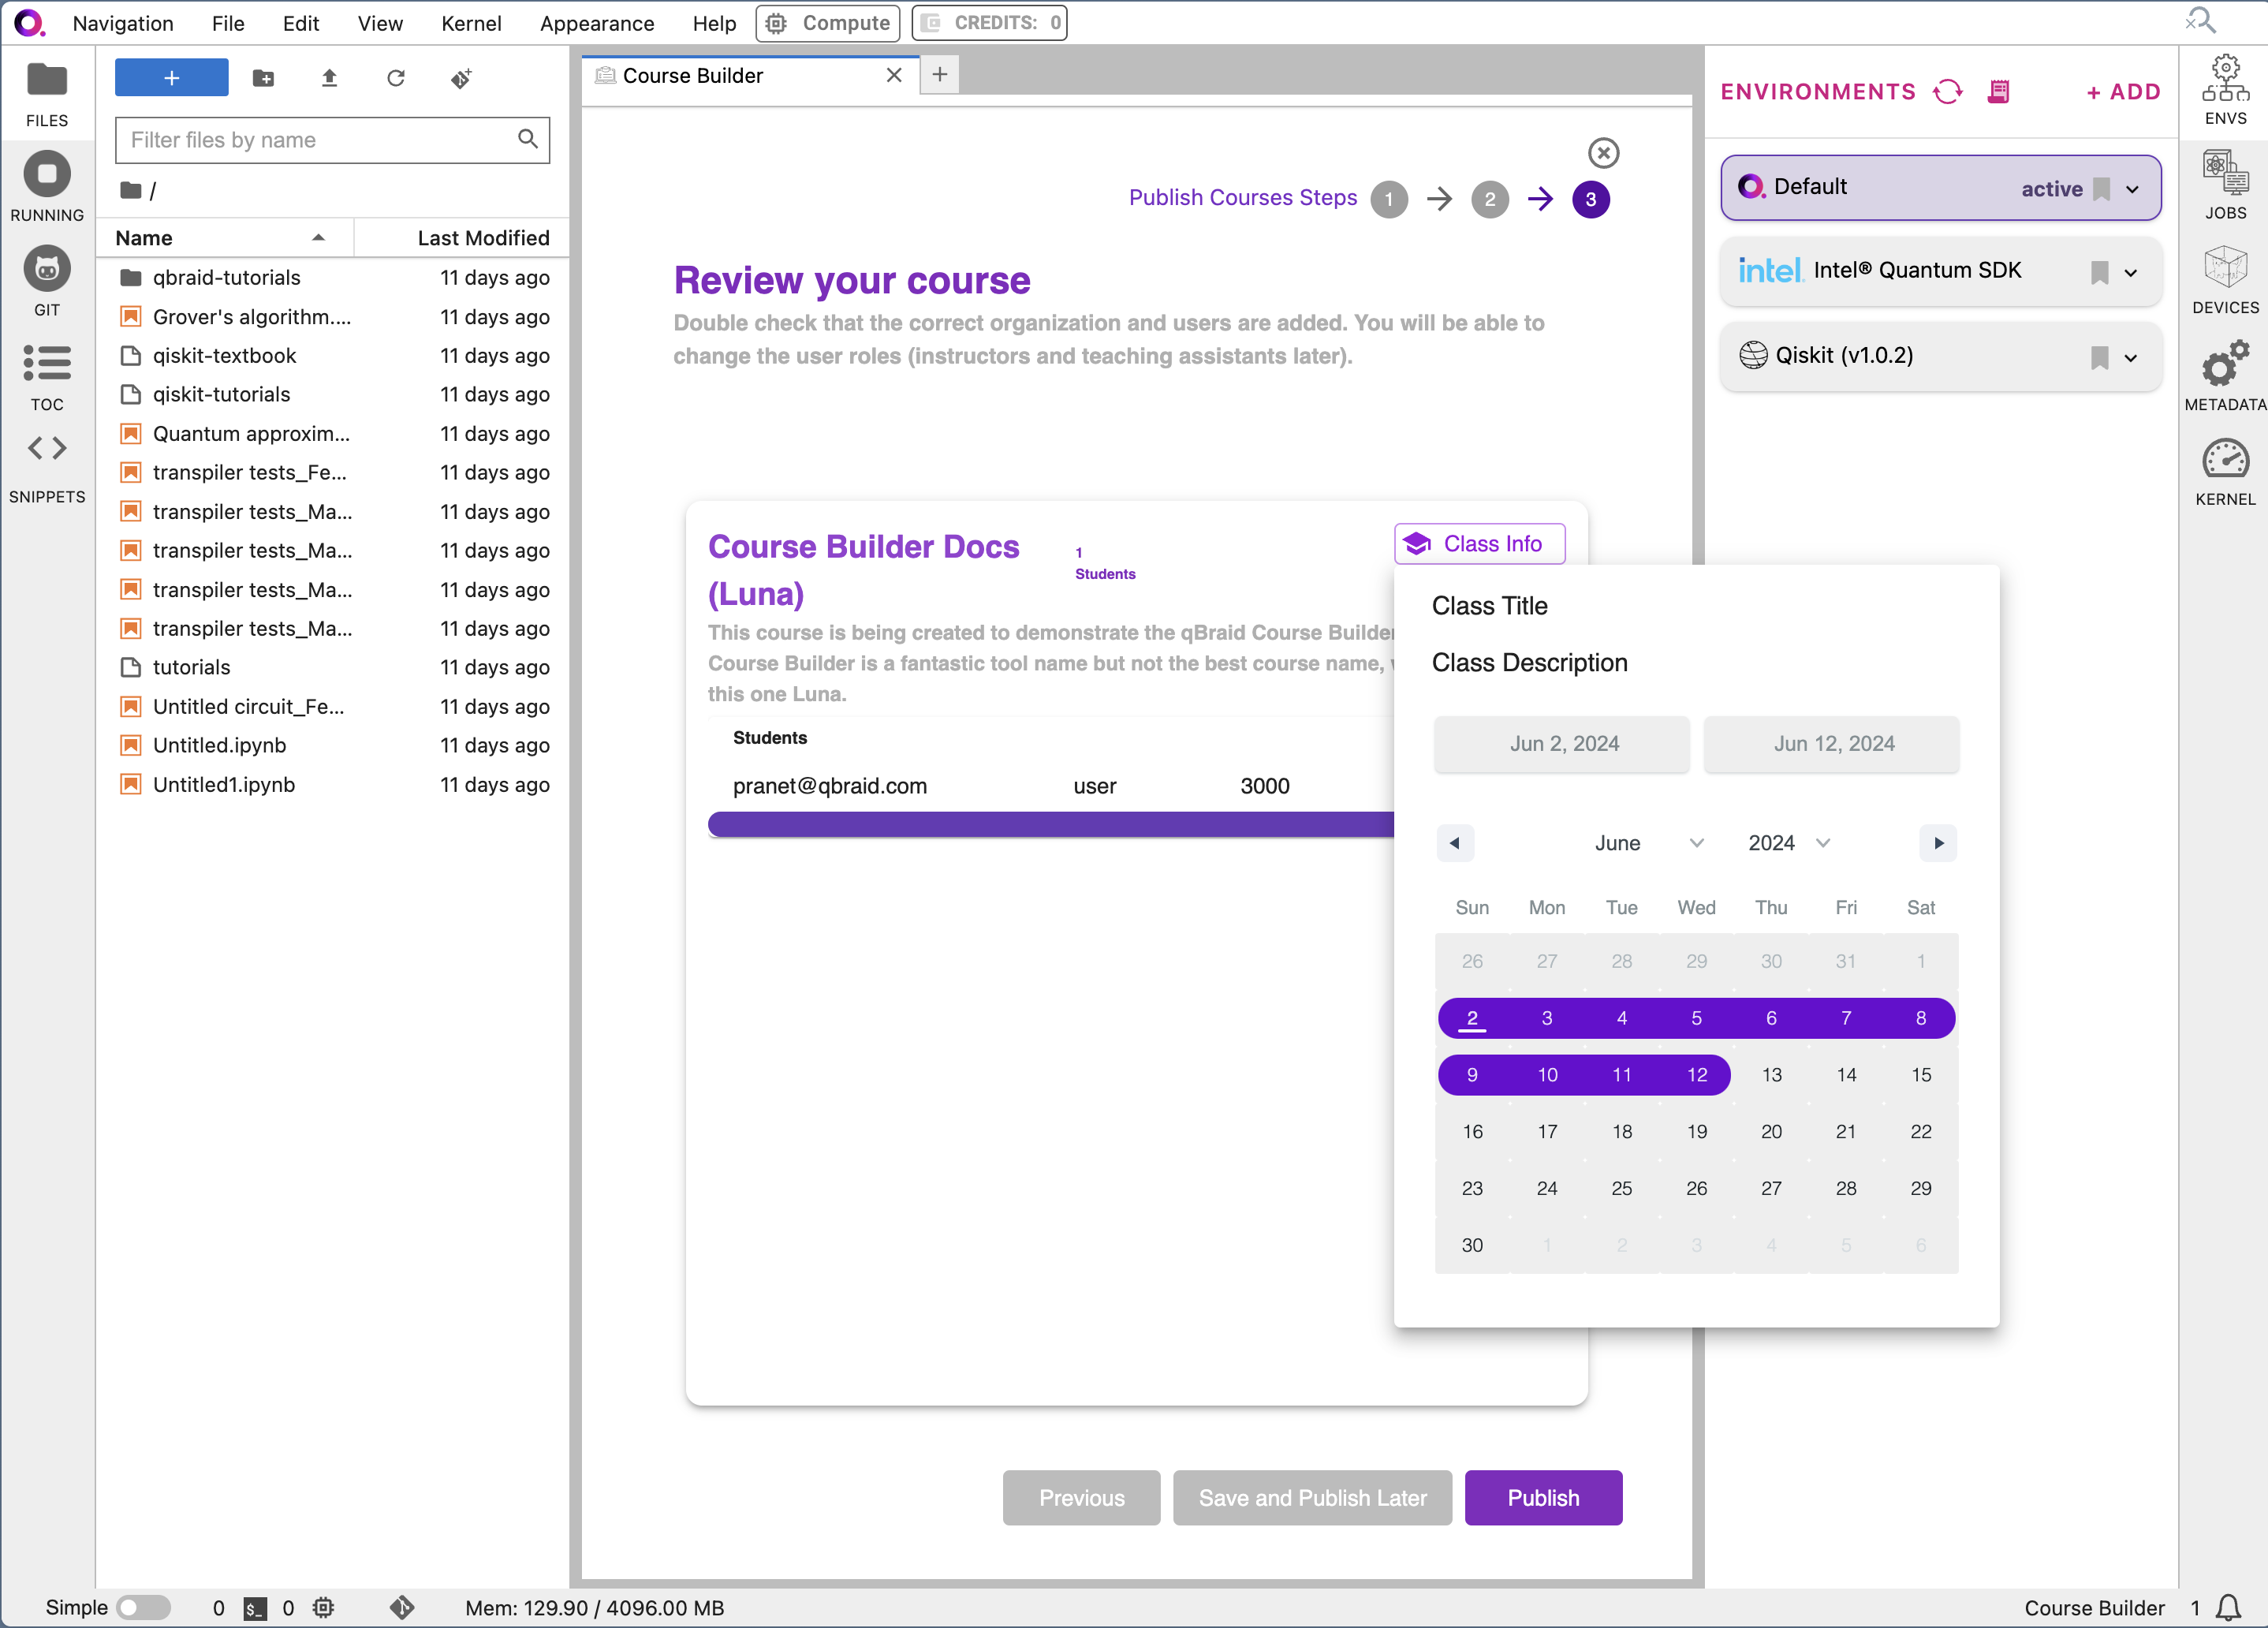 Navigation File Edit View Kernel Appearance Help Compute CREDITS: 0
FILES
RUNNING
GIT
TOC
SNIPPETS
+
Filter files by name
/
Name Last Modified
qbraid-tutorials 11 days ago
Grover's algorithm.... 11 days ago
qiskit-textbook 11 days ago
qiskit-tutorials 11 days ago
Quantum approxim... 11 days ago
transpiler tests_Fe... 11 days ago
transpiler tests_Ma... 11 days ago
transpiler tests_Ma... 11 days ago
transpiler tests_Ma... 11 days ago
transpiler tests_Ma... 11 days ago
tutorials 11 days ago
Untitled circuit_Fe... 11 days ago
Untitled.ipynb 11 days ago
Untitled1.ipynb 11 days ago
Course Builder
Publish Courses Steps 1 2 3
Review your course
Double check that the correct organization and users are added. You will be able to
change the user roles (instructors and teaching assistants later).
Course Builder Docs
(Luna)
1
Students
Class Info
This course is being created to demonstrate the qBraid Course Builder
Course Builder is a fantastic tool name but not the best course name,
this one Luna.
Students
pranet@qbraid.com user 3000
Class Title
Class Description
Jun 2, 2024 Jun 12, 2024
June 2024
Sun Mon Tue Wed Thu Fri Sat
26 27 28 29 30 31 1
2 3 4 5 6 7 8
9 10 11 12 13 14 15
16 17 18 19 20 21 22
23 24 25 26 27 28 29
30 1 2 3 4 5 6
Previous Save and Publish Later Publish
ENVIRONMENTS + ADD
Default active
intel. Intel® Quantum SDK
Qiskit (v1.0.2)
ENVS
JOBS
DEVICES
METADATA
KERNEL
Simple 0 $_ 0 Mem: 129.90 / 4096.00 MB Course Builder 1